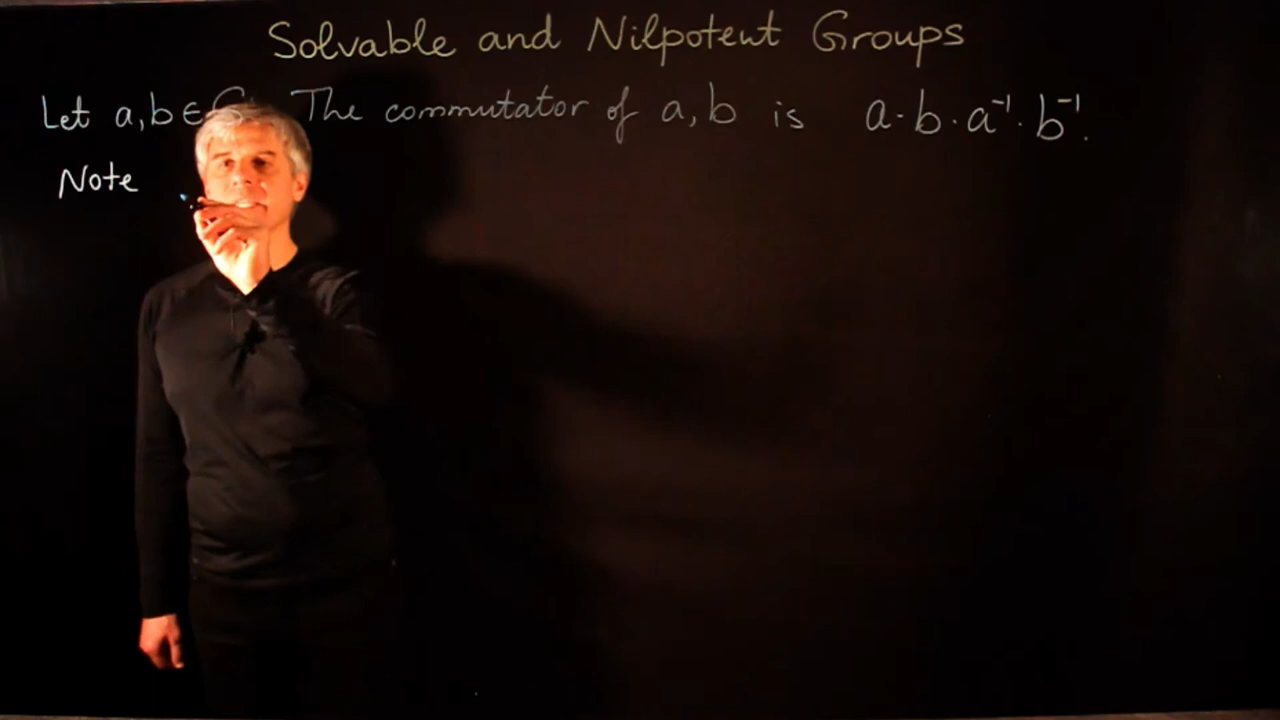 Solvable and Nilpotent Groups
Let a,b ∈ G. The commutator of a,b is a·b·a⁻¹·b⁻¹.
Note